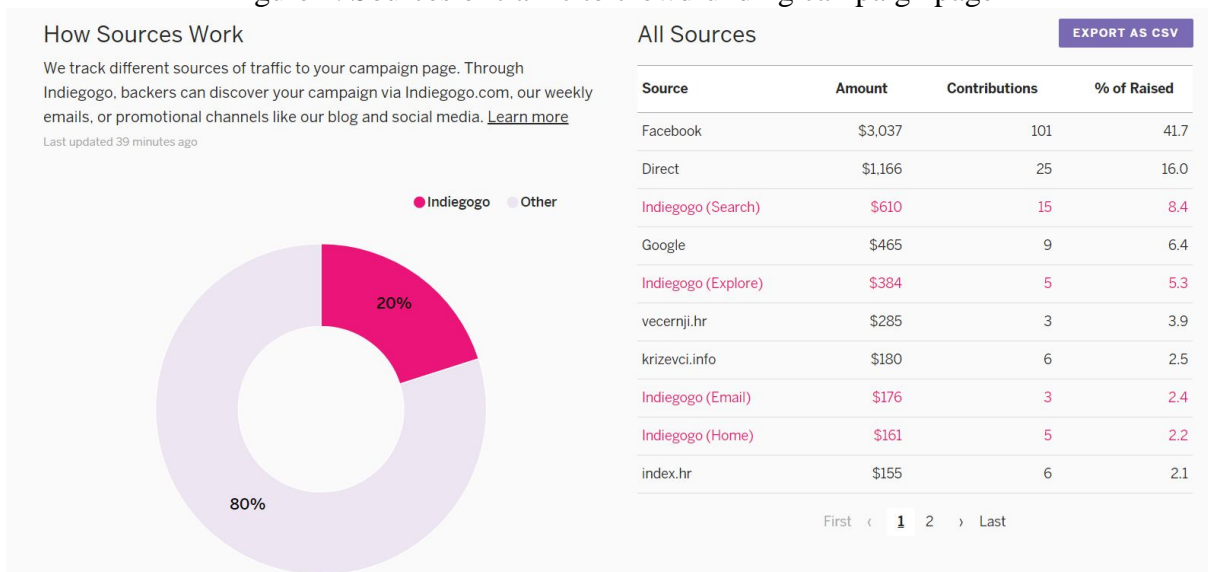 How Sources Work
We track different sources of traffic to your campaign page. Through
Indiegogo, backers can discover your campaign via Indiegogo.com, our weekly
emails, or promotional channels like our blog and social media. Learn more
Last updated 39 minutes ago
Indiegogo Other
20%
80%
All Sources
EXPORT AS CSV
Source Amount Contributions % of Raised
Facebook $3,037 101 41.7
Direct $1,166 25 16.0
Indiegogo (Search) $610 15 8.4
Google $465 9 6.4
Indiegogo (Explore) $384 5 5.3
vecernji.hr $285 3 3.9
krizevci.info $180 6 2.5
Indiegogo (Email) $176 3 2.4
Indiegogo (Home) $161 5 2.2
index.hr $155 6 2.1
First ‹ 1 2 › Last